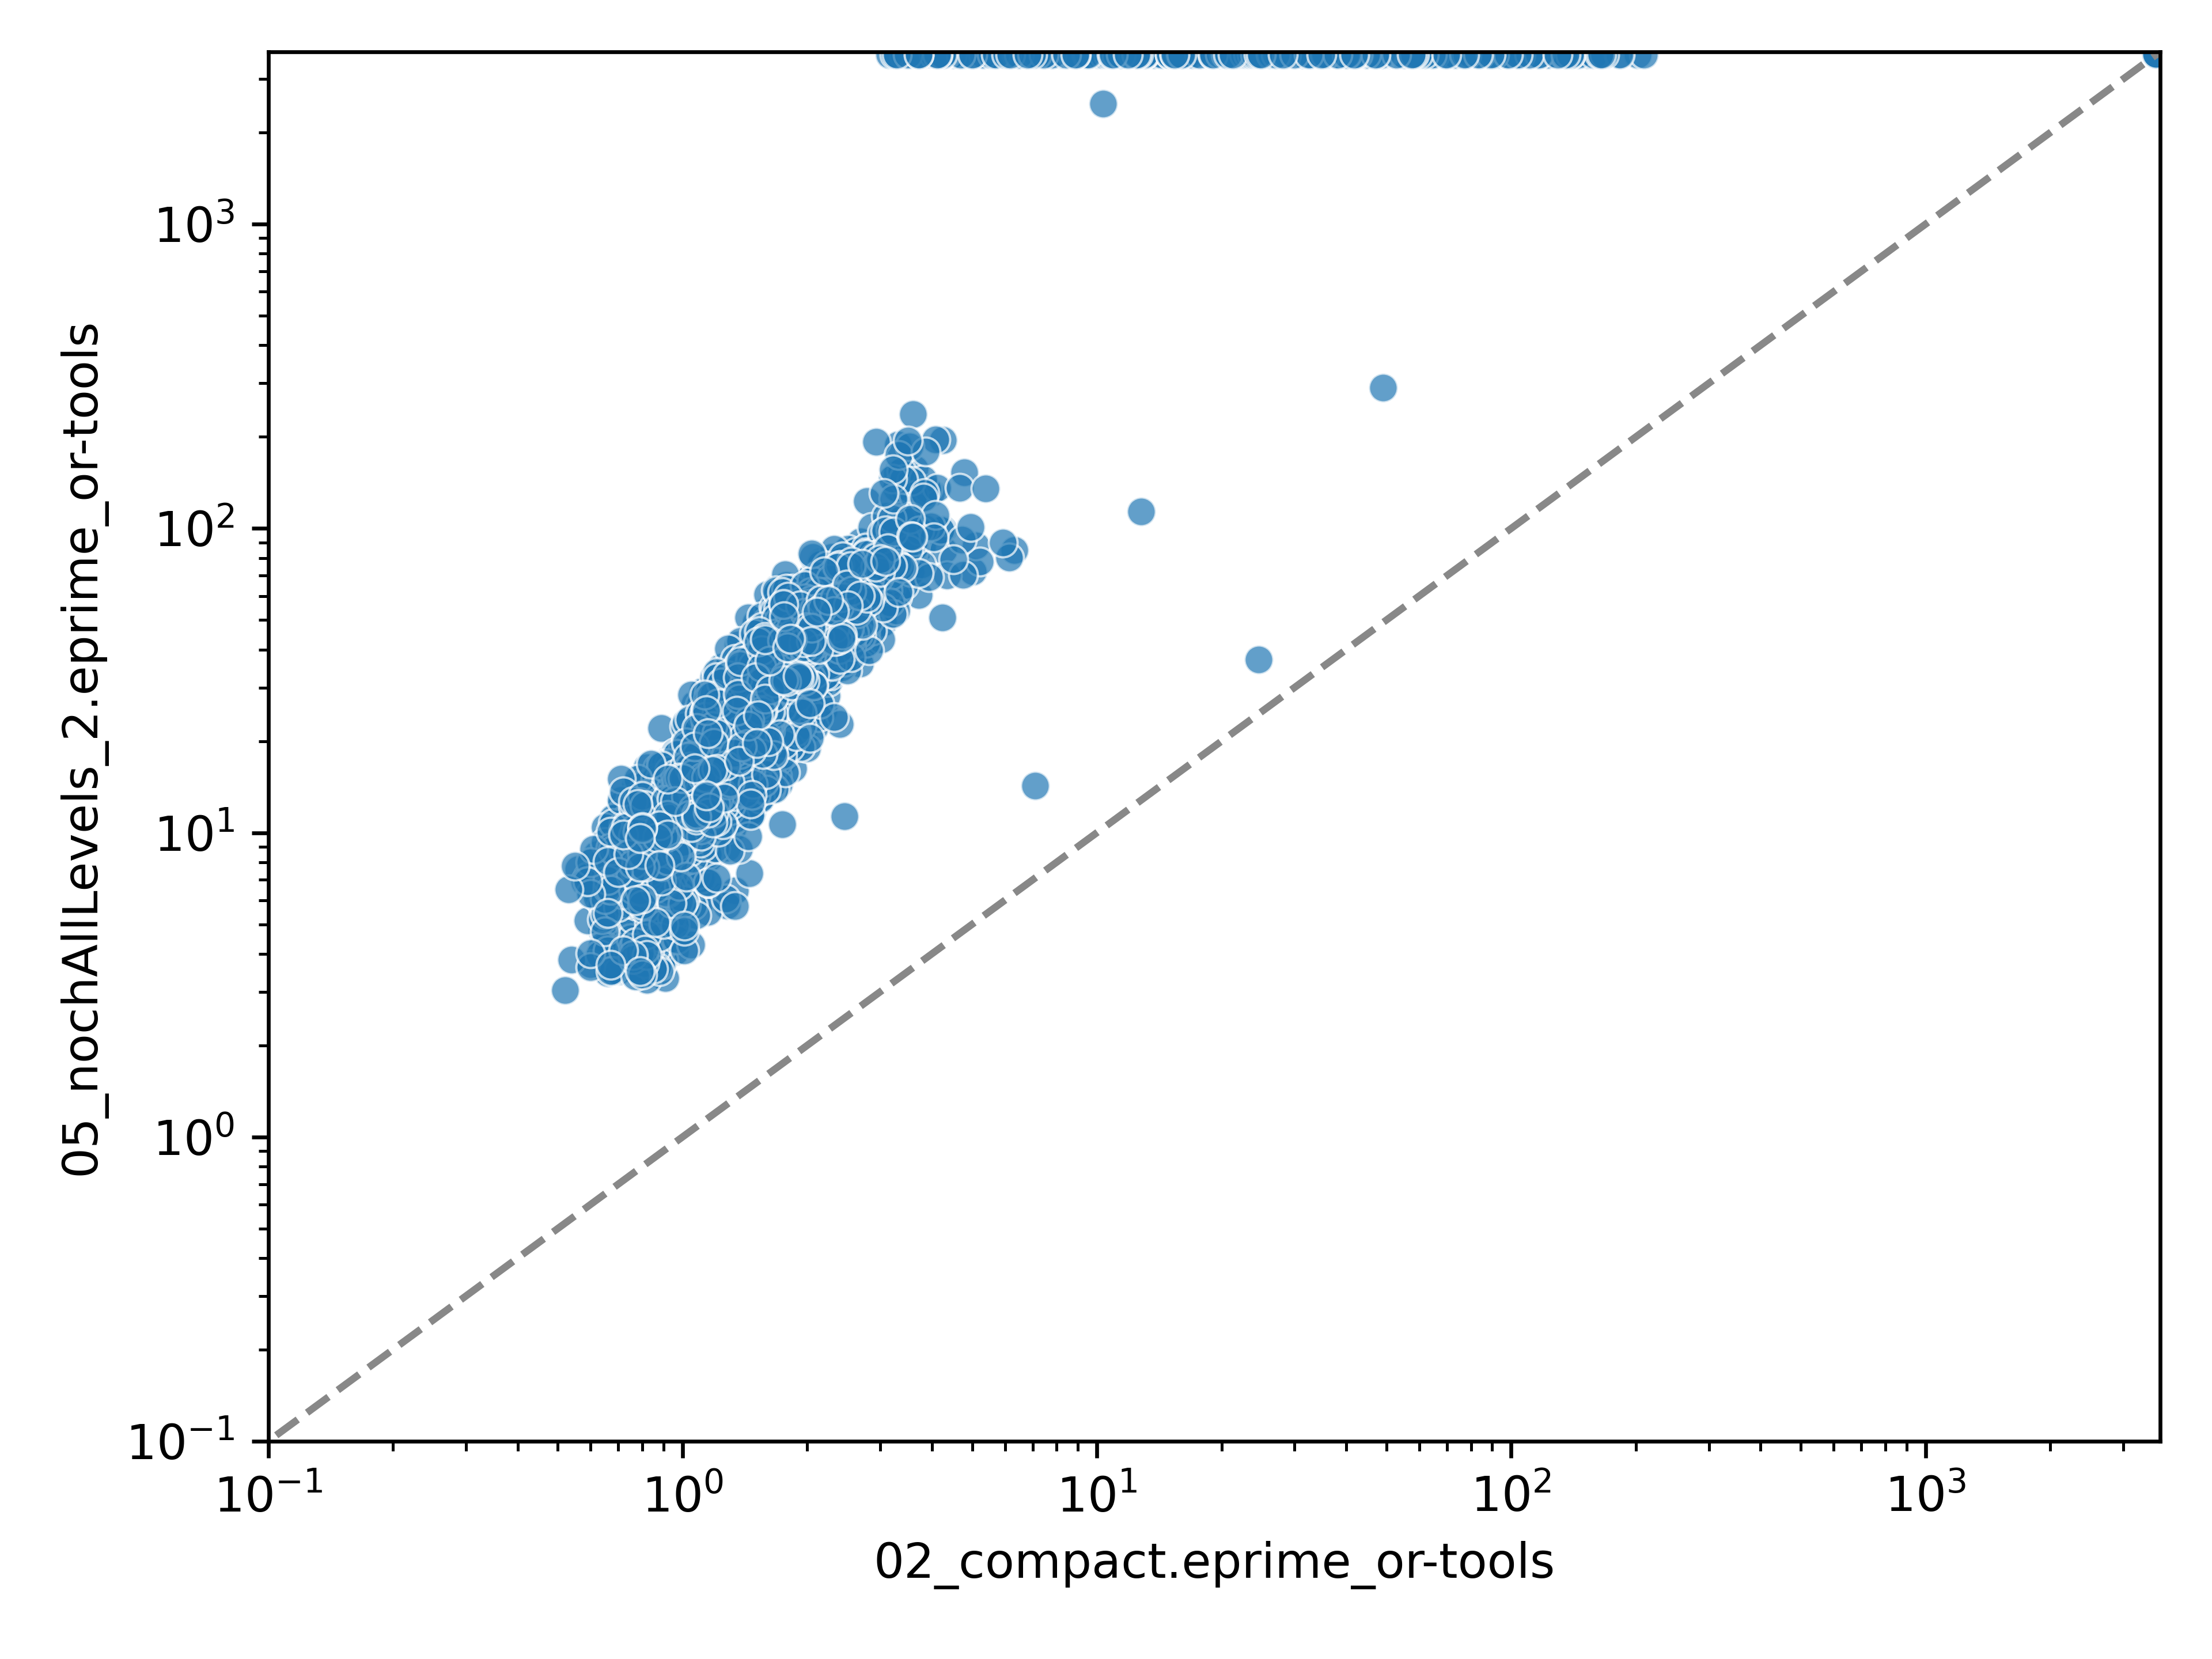 10³
10²
10¹
10⁰
10⁻¹
05_nochAllLevels_2.eprime_or-tools
10⁻¹ 10⁰ 10¹ 10² 10³
02_compact.eprime_or-tools